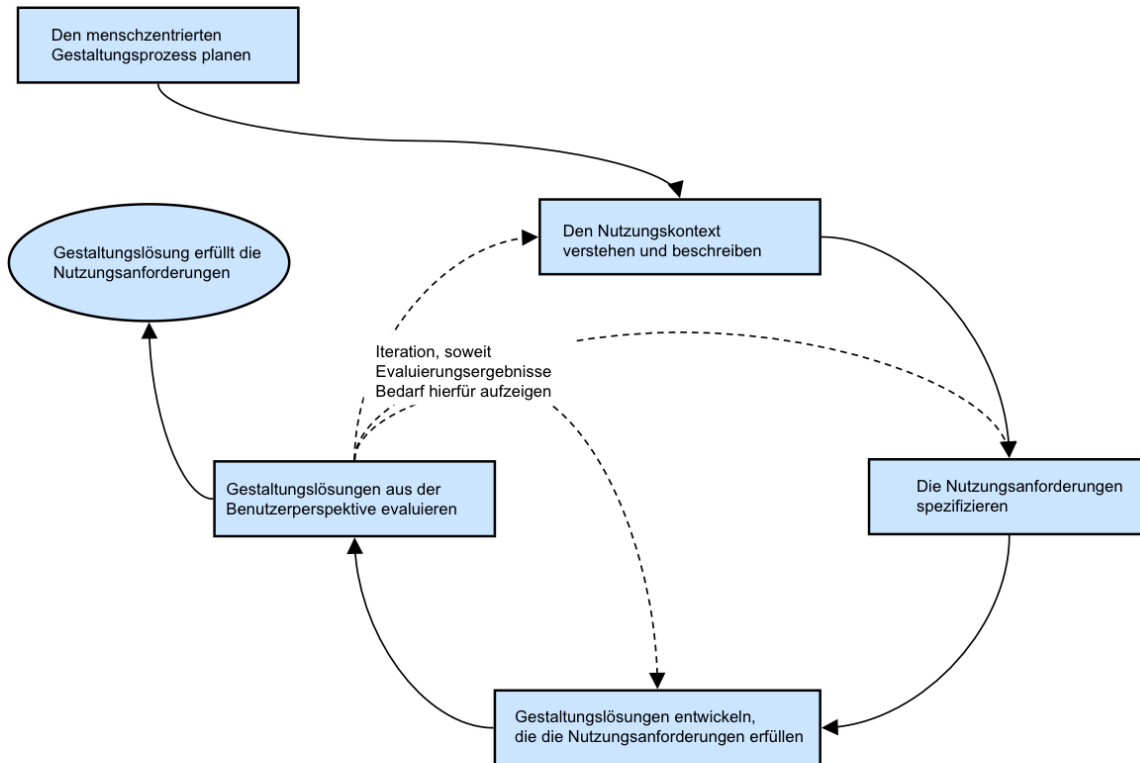 Den menschzentrierten
Gestaltungsprozess planen
Den Nutzungskontext
verstehen und beschreiben
Gestaltungslösung erfüllt die
Nutzungsanforderungen
Iteration, soweit
Evaluierungsergebnisse
Bedarf hierfür aufzeigen
Gestaltungslösungen aus der
Benutzerperspektive evaluieren
Die Nutzungsanforderungen
spezifizieren
Gestaltungslösungen entwickeln,
die die Nutzungsanforderungen erfüllen